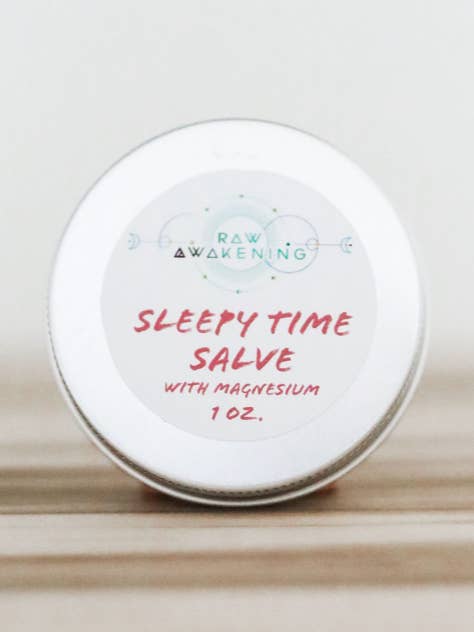 RAW
AWAKENING
SLEEPY TIME
SALVE
WITH MAGNESIUM
1 OZ.